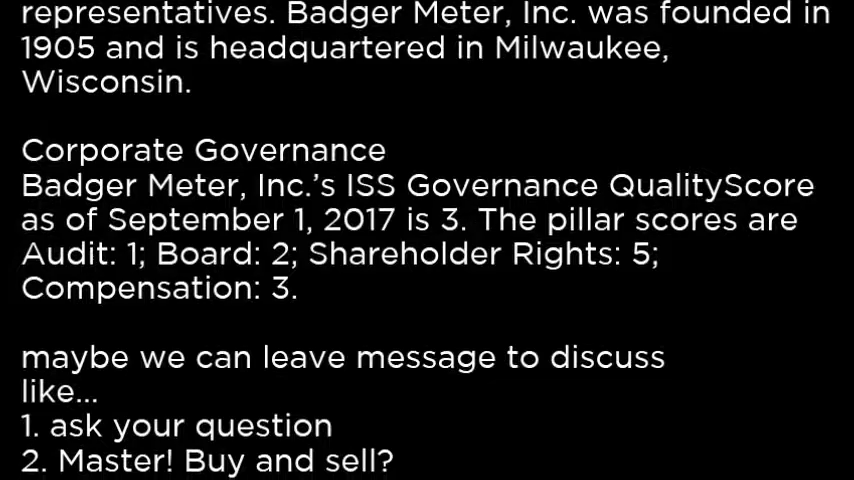 representatives. Badger Meter, Inc. was founded in
1905 and is headquartered in Milwaukee,
Wisconsin.
Corporate Governance
Badger Meter, Inc.’s ISS Governance QualityScore
as of September 1, 2017 is 3. The pillar scores are
Audit: 1; Board: 2; Shareholder Rights: 5;
Compensation: 3.
maybe we can leave message to discuss
like...
1. ask your question
2. Master! Buy and sell?